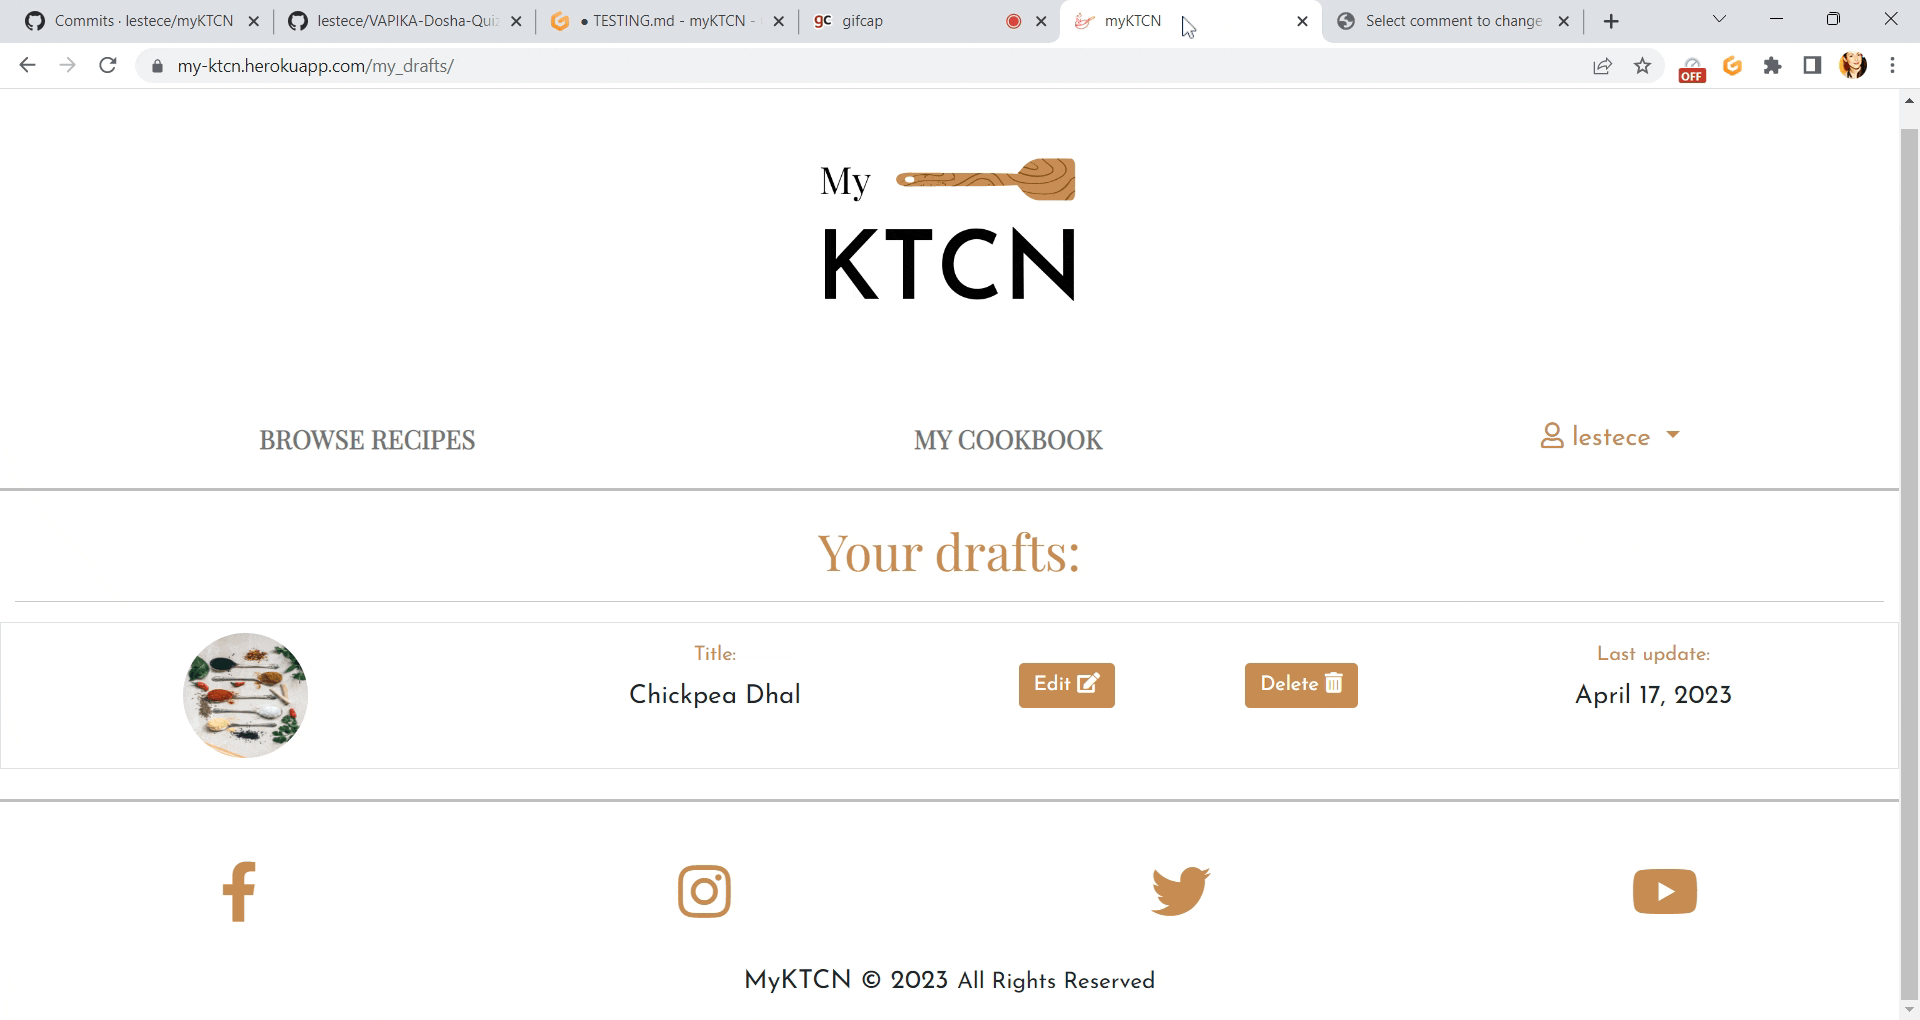 Commits · lestece/myKTCN
lestece/VAPIKA-Dosha-Qui
• TESTING.md - myKTCN -
gc gifcap
myKTCN
Select comment to change
my-ktcn.herokuapp.com/my_drafts/
OFF
My
KTCN
BROWSE RECIPES
MY COOKBOOK
lestece
Your drafts:
Title:
Chickpea Dhal
Edit
Delete
Last update:
April 17, 2023
MyKTCN © 2023 All Rights Reserved